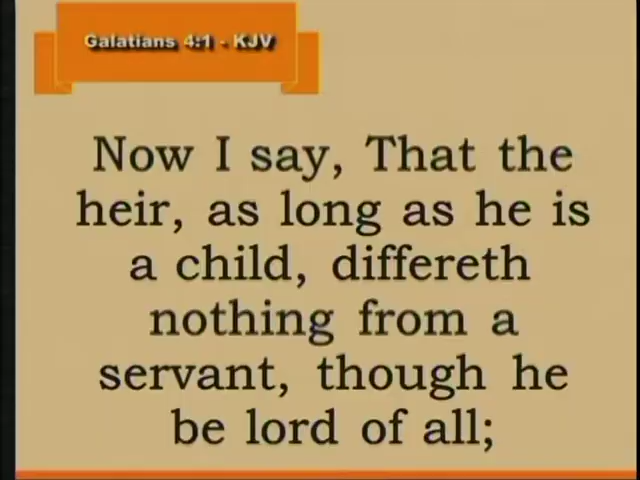 Galatians 4:1 - KJV
Now I say, That the
heir, as long as he is
a child, differeth
nothing from a
servant, though he
be lord of all;